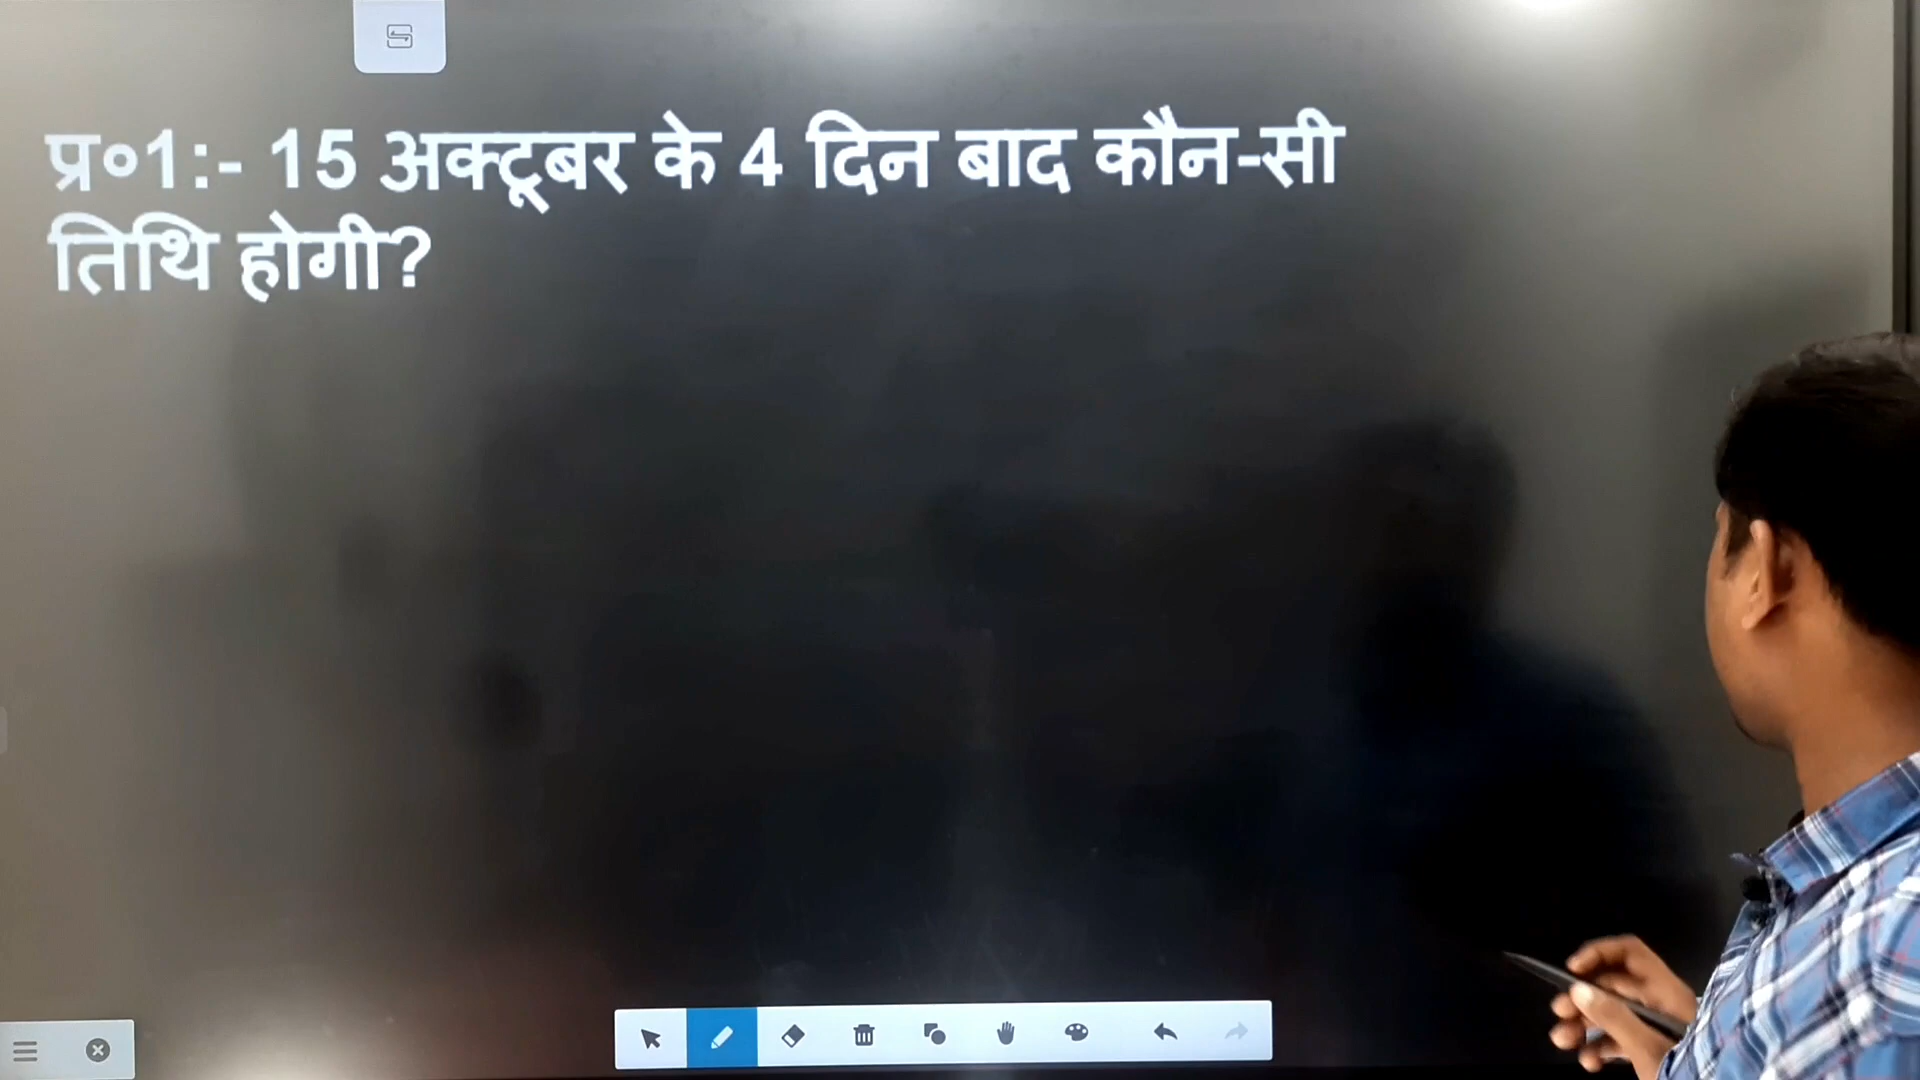 प्र०1:- 15 अक्टूबर के 4 दिन बाद कौन-सी
तिथि होगी?